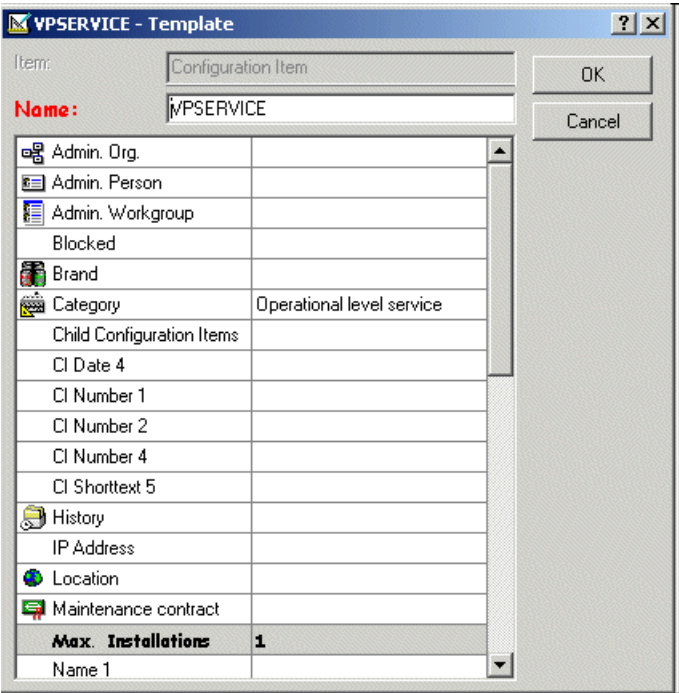 VPSERVICE - Template
Item: Configuration Item
OK
Name: VPSERVICE
Cancel
Admin. Org.
Admin. Person
Admin. Workgroup
Blocked
Brand
Category Operational level service
Child Configuration Items
CI Date 4
CI Number 1
CI Number 2
CI Number 4
CI Shorttext 5
History
IP Address
Location
Maintenance contract
Max. Installations 1
Name 1